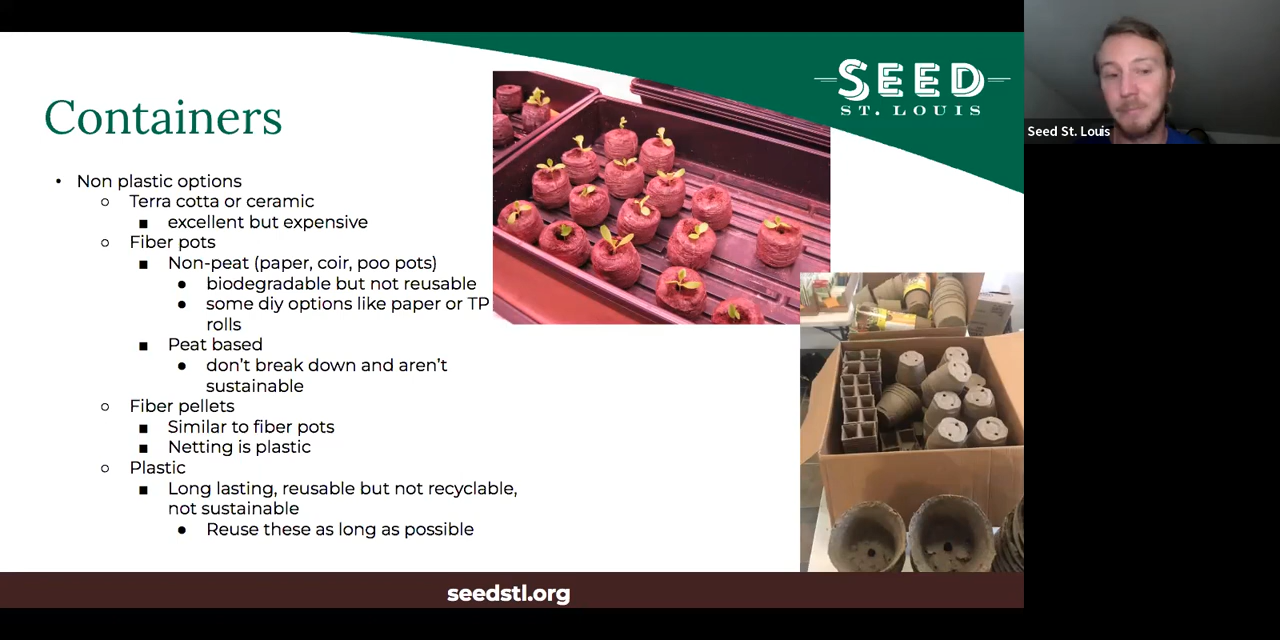 SEED
ST. LOUIS
Seed St. Louis
Containers
• Non plastic options
○ Terra cotta or ceramic
■ excellent but expensive
○ Fiber pots
■ Non-peat (paper, coir, poo pots)
● biodegradable but not reusable
● some diy options like paper or TP
rolls
■ Peat based
● don’t break down and aren’t
sustainable
○ Fiber pellets
■ Similar to fiber pots
■ Netting is plastic
○ Plastic
■ Long lasting, reusable but not recyclable,
not sustainable
● Reuse these as long as possible
seedstl.org